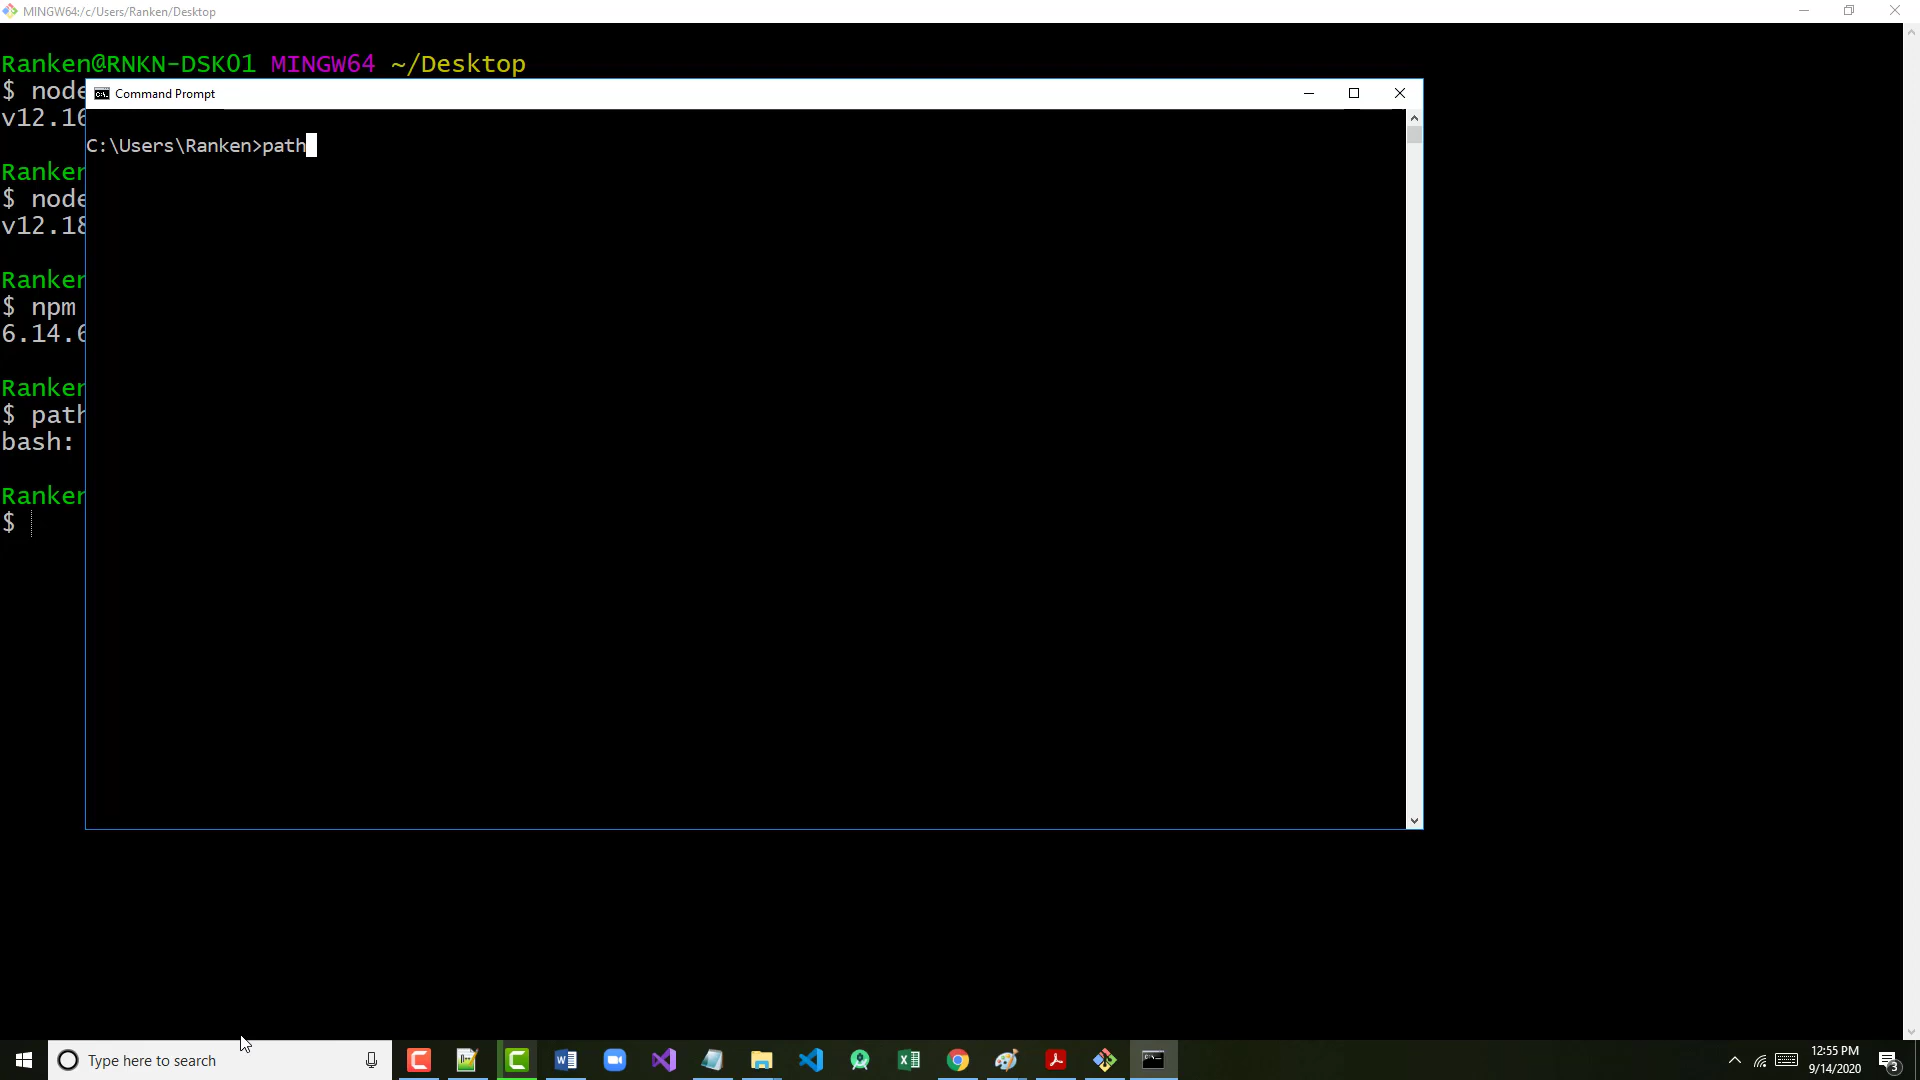 MINGW64:/c/Users/Ranken/Desktop
Ranken@RNKN-DSK01 MINGW64 ~/Desktop
$ node
v12.16
Ranken
$ node
v12.18
Ranken
$ npm
6.14.6
Ranken
$ path
bash:
Ranken
$
Command Prompt
C:\Users\Ranken>path
Type here to search
12:55 PM
9/14/2020
3